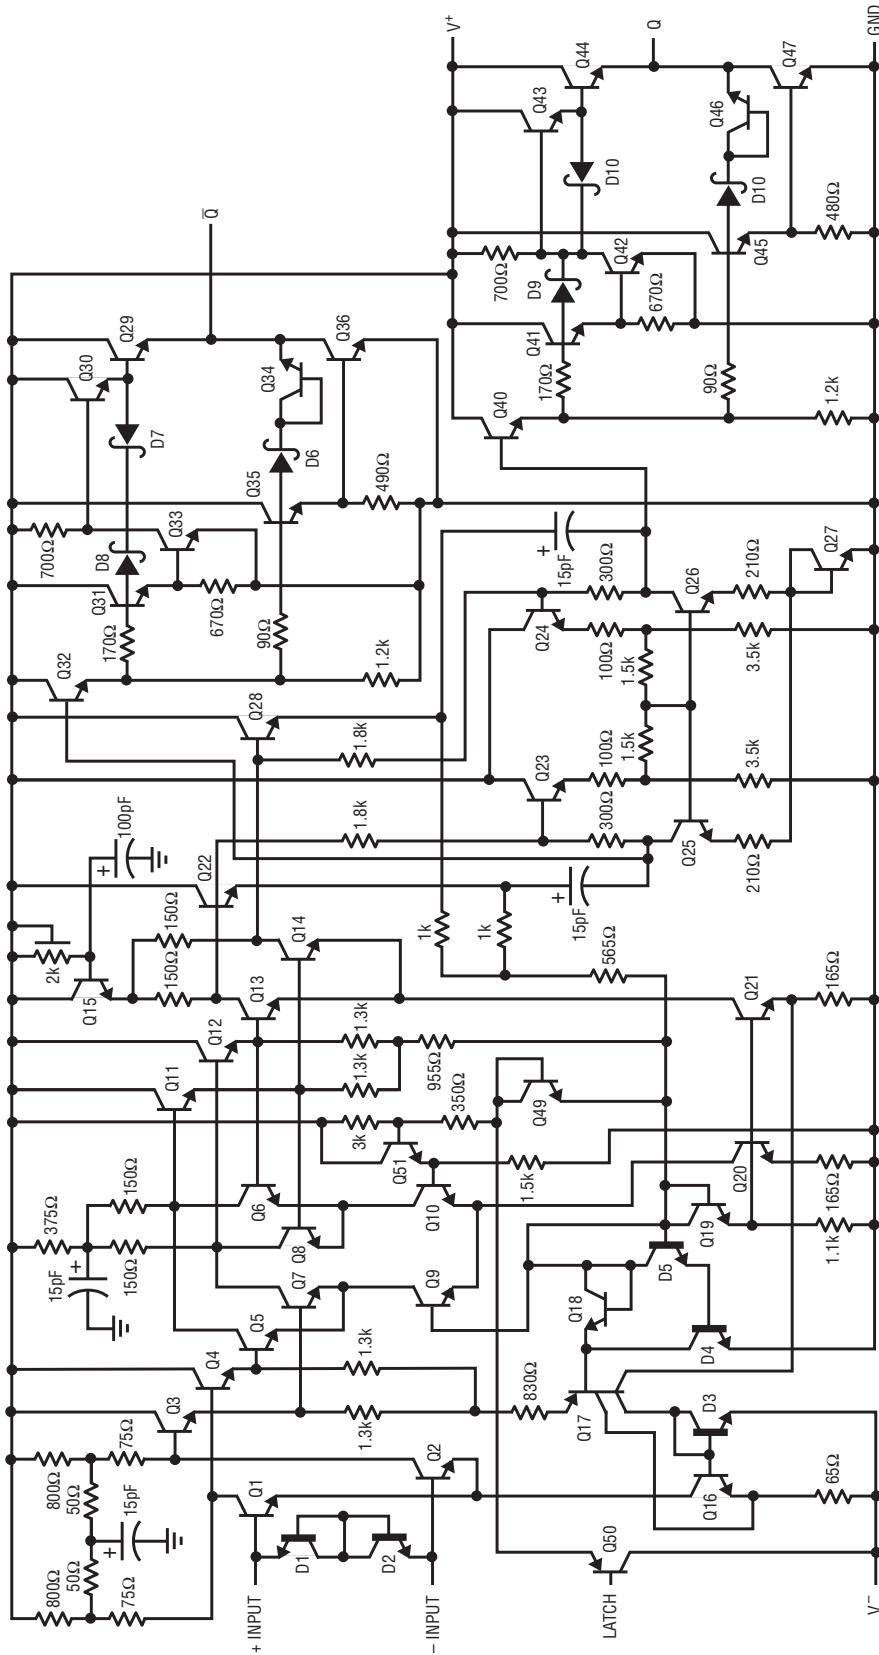 375Ω
800Ω
800Ω
2k
700Ω
+
15pF
50Ω
50Ω
Q32
Q15
Q31
D8
Q30
170Ω
+
75Ω
15pF
75Ω
150Ω
150Ω
+
100pF
Q29
D7
Q3
Q11
150Ω
150Ω
Q33
Q4
Q12
Q22
670Ω
Q
+ INPUT
Q1
Q5
Q6
Q13
Q28
90Ω
Q35
Q34
D1
Q7
Q8
Q14
D6
Q36
1.3k
1.3k
3k
1.3k
1.3k
1.8k
1.8k
1.2k
490Ω
D2
– INPUT
Q2
Q51
Q10
Q9
955Ω
350Ω
1k
1k
V+
830Ω
1.5k
Q49
Q23
Q24
Q40
700Ω
Q43
Q44
Q41
D9
Q18
565Ω
+
15pF
+
15pF
170Ω
Q17
Q50
LATCH
300Ω
100Ω
100Ω
300Ω
D10
Q42
1.5k
1.5k
Q
D5
Q19
670Ω
D4
D3
Q16
Q20
Q21
Q25
Q26
90Ω
Q46
D10
Q45
3.5k
3.5k
210Ω
210Ω
65Ω
1.1k
165Ω
165Ω
Q27
1.2k
480Ω
Q47
V–
GND